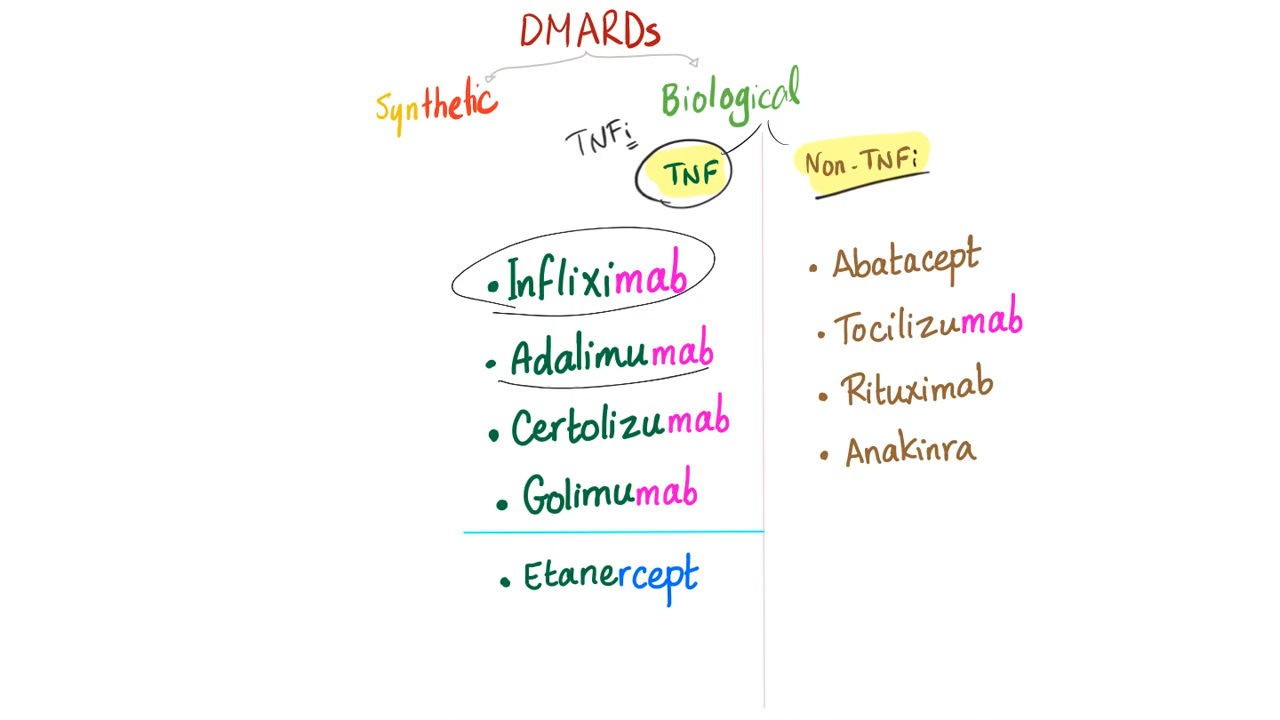 DMARDs
Synthetic
Biological
TNFi
TNF
Non-TNFi
• Infliximab
• Adalimumab
• Certolizumab
• Golimumab
• Etanercept
• Abatacept
• Tocilizumab
• Rituximab
• Anakinra